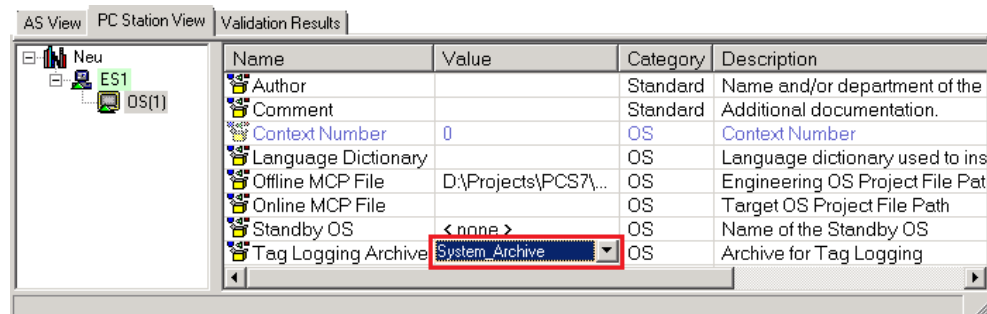 AS View PC Station View Validation Results
Neu
ES1
OS(1)
Name Value Category Description
Author Standard Name and/or department of the
Comment Standard Additional documentation.
Context Number 0 OS Context Number
Language Dictionary OS Language dictionary used to ins
Offline MCP File D:\Projects\PCS7\... OS Engineering OS Project File Pat
Online MCP File OS Target OS Project File Path
Standby OS < none > OS Name of the Standby OS
Tag Logging Archive System_Archive OS Archive for Tag Logging